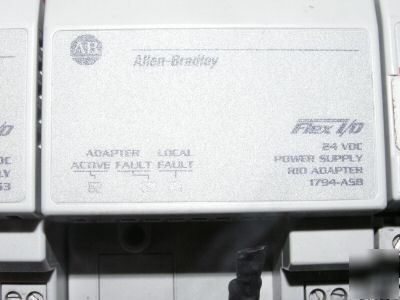 AB
Allen-Bradley
Flex I/O
24 VDC
POWER SUPPLY
RIO ADAPTER
1794-ASB
ADAPTER LOCAL
ACTIVE FAULT FAULT